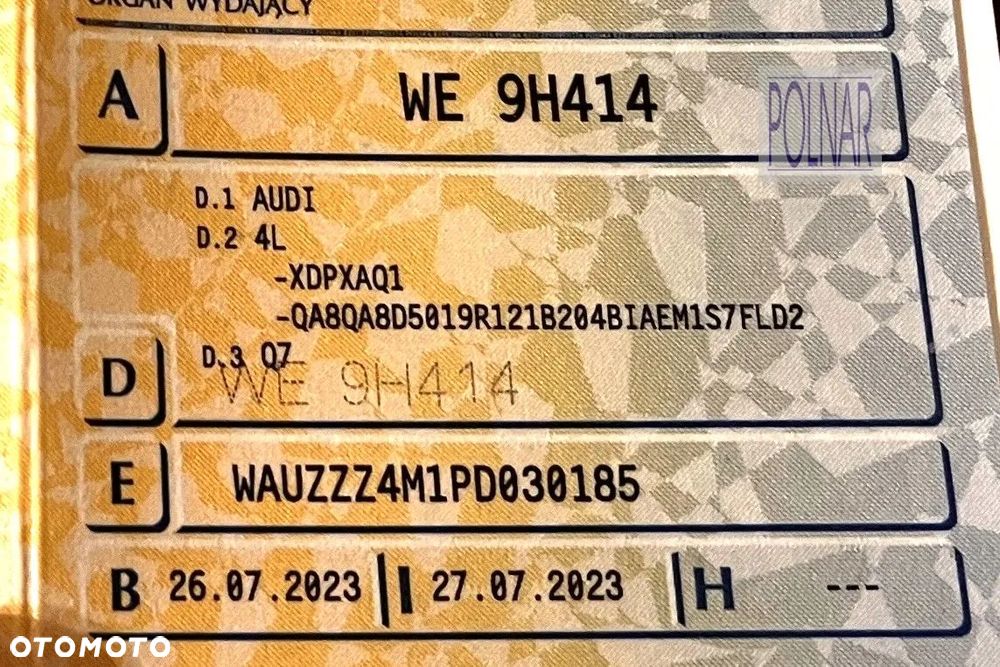 ORGAN WYDAJĄCY
A WE 9H414
POLNAR
D.1 AUDI
D.2 4L
-XDPXAQ1
-QA8QA8D5019R121B204BIAEM1S7FLD2
D D.3 Q7
WE 9H414
E WAUZZZ4M1PD030185
B 26.07.2023 I 27.07.2023 H ---
OTOMOTO